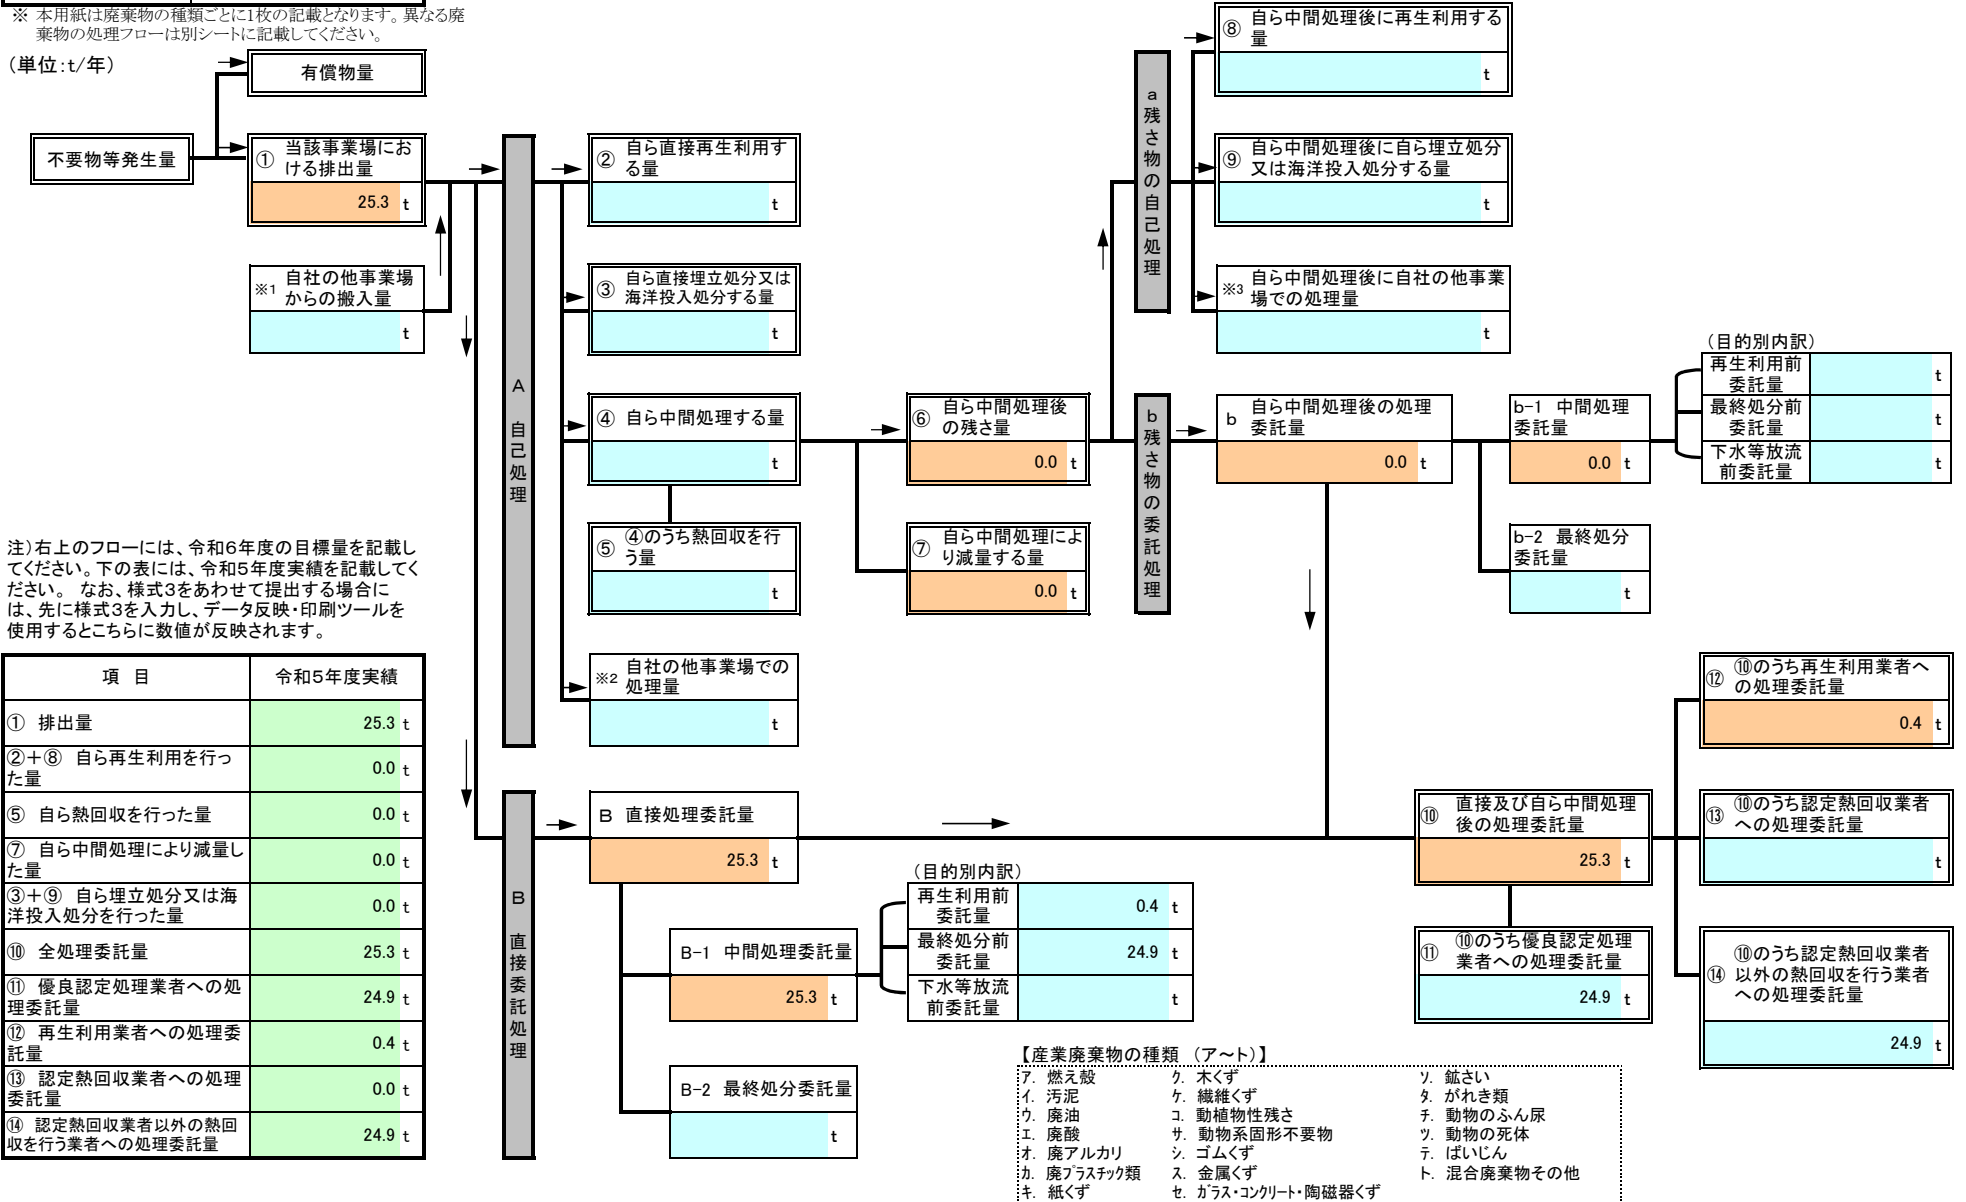 ※ 本用紙は廃棄物の種類ごとに1枚の記載となります。異なる廃
棄物の処理フローは別シートに記載してください。
(単位:t/年)
有償物量
不要物等発生量
① 当該事業場にお
ける排出量
25.3 t
※1 自社の他事業場
からの搬入量
t
A 自己処理
② 自ら直接再生利用す
る量
t
③ 自ら直接埋立処分又は
海洋投入処分する量
t
④ 自ら中間処理する量
t
⑤ ④のうち熱回収を行
う量
t
※2 自社の他事業場での
処理量
t
⑥ 自ら中間処理後
の残さ量
0.0 t
⑦ 自ら中間処理によ
り減量する量
0.0 t
a 残さ物の自己処理
⑧ 自ら中間処理後に再生利用する
量
t
⑨ 自ら中間処理後に自ら埋立処分
又は海洋投入処分する量
t
※3 自ら中間処理後に自社の他事業
場での処理量
t
b 残さ物の委託処理
b 自ら中間処理後の処理
委託量
0.0 t
b-1 中間処理
委託量
0.0 t
b-2 最終処分
委託量
t
(目的別内訳)
再生利用前
委託量
t
最終処分前
委託量
t
下水等放流
前委託量
t
注)右上のフローには、令和6年度の目標量を記載し
てください。下の表には、令和5年度実績を記載してく
ださい。 なお、様式3をあわせて提出する場合に
は、先に様式3を入力し、データ反映・印刷ツールを
使用するとこちらに数値が反映されます。
項 目 令和5年度実績
① 排出量 25.3 t
②+⑧ 自ら再生利用を行っ
た量 0.0 t
⑤ 自ら熱回収を行った量 0.0 t
⑦ 自ら中間処理により減量し
た量 0.0 t
③+⑨ 自ら埋立処分又は海
洋投入処分を行った量 0.0 t
⑩ 全処理委託量 25.3 t
⑪ 優良認定処理業者への処
理委託量 24.9 t
⑫ 再生利用業者への処理委
託量 0.4 t
⑬ 認定熱回収業者への処理
委託量 0.0 t
⑭ 認定熱回収業者以外の熱回
収を行う業者への処理委託量 24.9 t
B 直接委託処理
B 直接処理委託量
25.3 t
B-1 中間処理委託量
25.3 t
B-2 最終処分委託量
t
(目的別内訳)
再生利用前
委託量
0.4 t
最終処分前
委託量
24.9 t
下水等放流
前委託量
t
⑩ 直接及び自ら中間処理
後の処理委託量
25.3 t
⑪ ⑩のうち優良認定処理
業者への処理委託量
24.9 t
⑫ ⑩のうち再生利用業者へ
の処理委託量
0.4 t
⑬ ⑩のうち認定熱回収業者
への処理委託量
t
⑭ ⑩のうち認定熱回収業者
以外の熱回収を行う業者
への処理委託量
24.9 t
【産業廃棄物の種類 (ア~ト)】
ア. 燃え殻 ク. 木くず ソ. 鉱さい
イ. 汚泥 ケ. 繊維くず タ. がれき類
ウ. 廃油 コ. 動植物性残さ チ. 動物のふん尿
エ. 廃酸 サ. 動物系固形不要物 ツ. 動物の死体
オ. 廃アルカリ シ. ゴムくず テ. ばいじん
カ. 廃プラスチック類 ス. 金属くず ト. 混合廃棄物その他
キ. 紙くず セ. ガラス・コンクリート・陶磁器くず